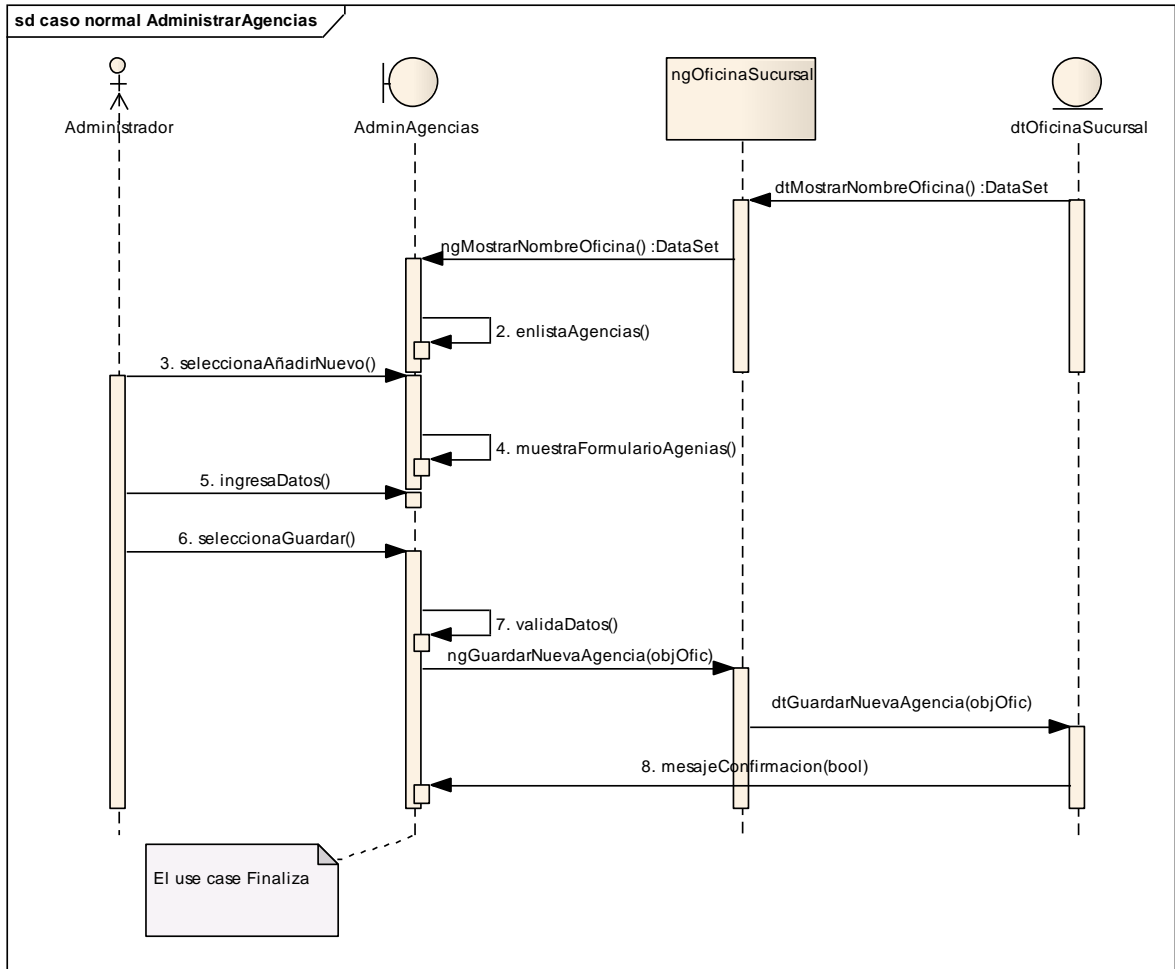 sd caso normal AdministrarAgencias
Administrador
AdminAgencias
ngOficinaSucursal
dtOficinaSucursal
dtMostrarNombreOficina() :DataSet
ngMostrarNombreOficina() :DataSet
2. enlistaAgencias()
3. seleccionaAñadirNuevo()
4. muestraFormularioAgenias()
5. ingresaDatos()
6. seleccionaGuardar()
7. validaDatos()
ngGuardarNuevaAgencia(objOfic)
dtGuardarNuevaAgencia(objOfic)
8. mesajeConfirmacion(bool)
El use case Finaliza